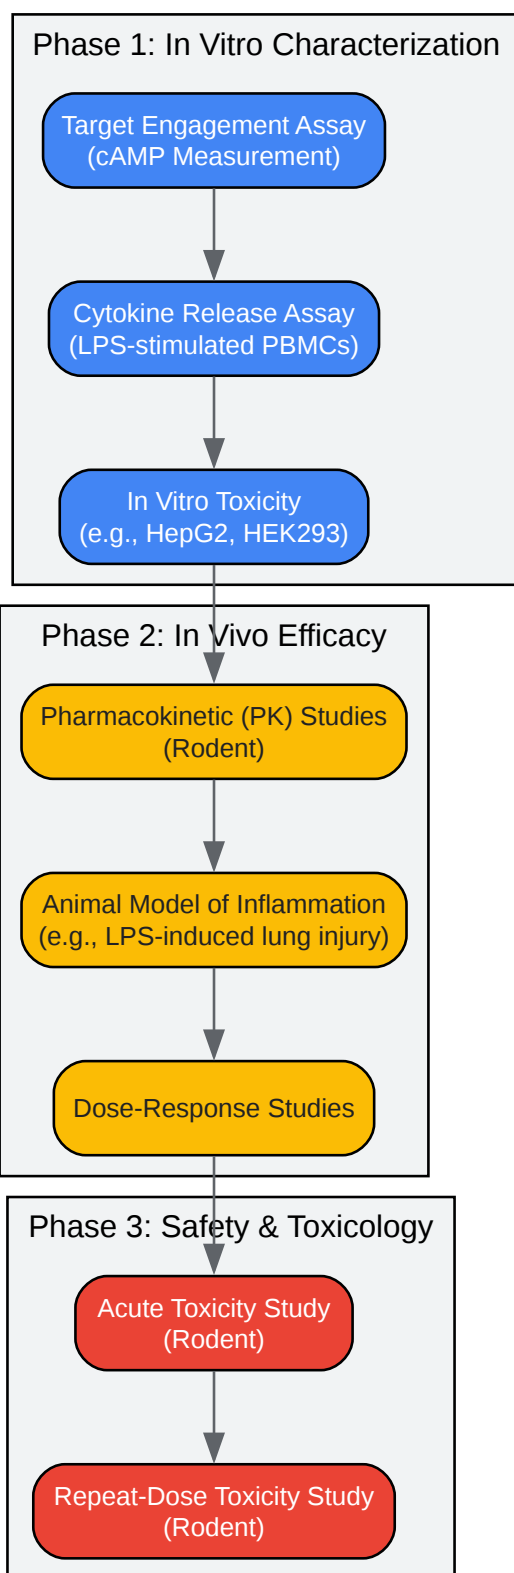 Phase 1: In Vitro Characterization
Target Engagement Assay
(cAMP Measurement)
Cytokine Release Assay
(LPS-stimulated PBMCs)
In Vitro Toxicity
(e.g., HepG2, HEK293)
Phase 2: In Vivo Efficacy
Pharmacokinetic (PK) Studies
(Rodent)
Animal Model of Inflammation
(e.g., LPS-induced lung injury)
Dose-Response Studies
Phase 3: Safety & Toxicology
Acute Toxicity Study
(Rodent)
Repeat-Dose Toxicity Study
(Rodent)